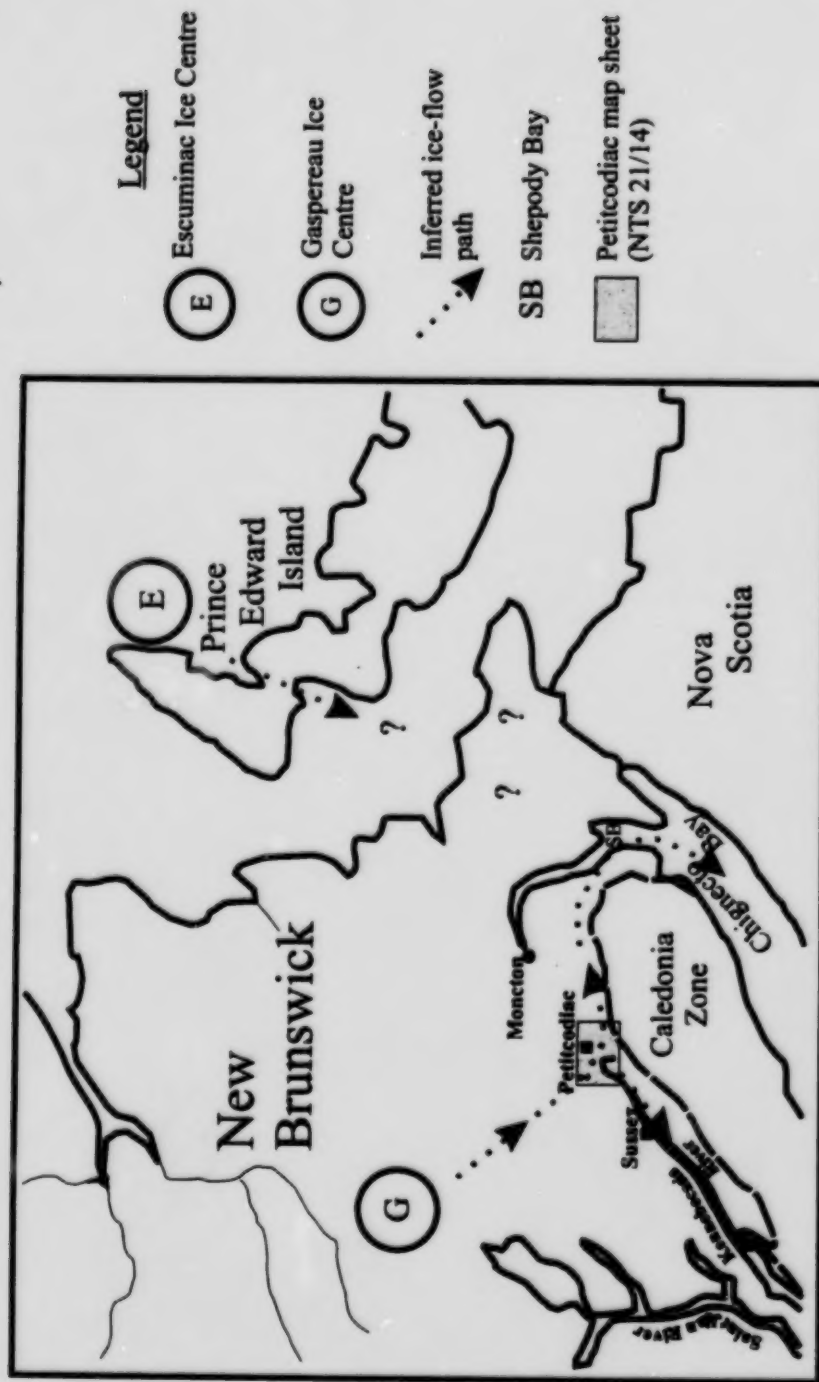 Legend
E
Escuminac Ice Centre
G
Gaspereau Ice
Centre
Inferred ice-flow
path
SB
Shepody Bay
Petitcodiac map sheet
(NTS 21/14)
E
Prince
Edward
Island
New
Brunswick
?
?
?
G
Moncton
Petitcodiac
SB
Sussex
Chignecto
Bay
Caledonia
Zone
Nova
Scotia
Kennebecasis
River
Saint John River